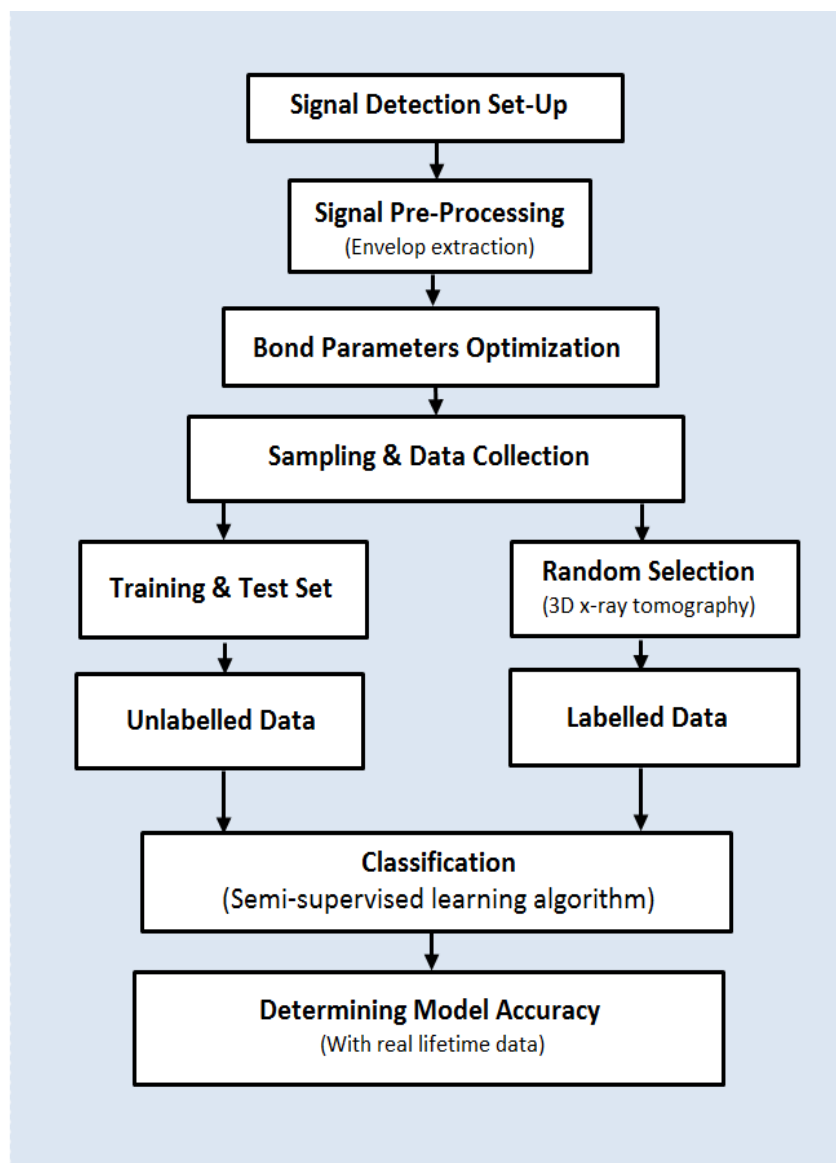 Signal Detection Set-Up
Signal Pre-Processing
(Envelop extraction)
Bond Parameters Optimization
Sampling & Data Collection
Training & Test Set
Random Selection
(3D x-ray tomography)
Unlabelled Data
Labelled Data
Classification
(Semi-supervised learning algorithm)
Determining Model Accuracy
(With real lifetime data)